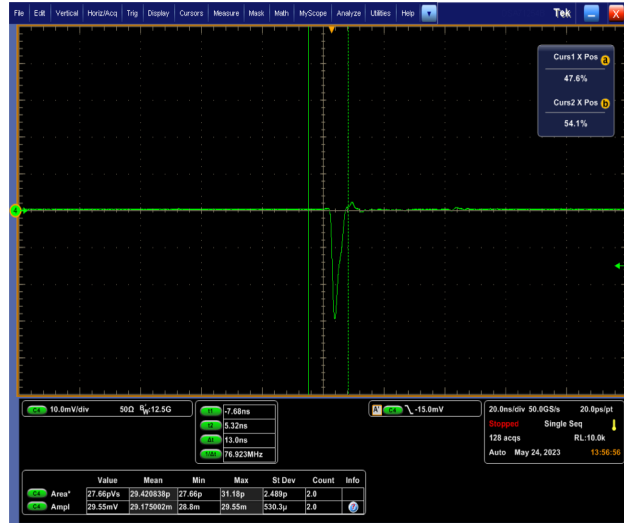 File Edit Vertical Horiz/Acq Trig Display Cursors Measure Mask Math MyScope Analyze Utilities Help Tek X
Curs1 X Pos a
47.6%
Curs2 X Pos b
54.1%
C4 10.0mV/div 50Ω BW:12.5G
t1 -7.68ns
t2 5.32ns
Δt 13.0ns
1/Δt 76.923MHz
A' C4 -15.0mV
20.0ns/div 50.0GS/s 20.0ps/pt
Stopped Single Seq
128 acqs RL:10.0k
Auto May 24, 2023 13:56:56
Value Mean Min Max St Dev Count Info
C4 Area* 27.66pVs 29.420838p 27.66p 31.18p 2.489p 2.0
C4 Ampl 29.55mV 29.175002m 28.8m 29.55m 530.3µ 2.0